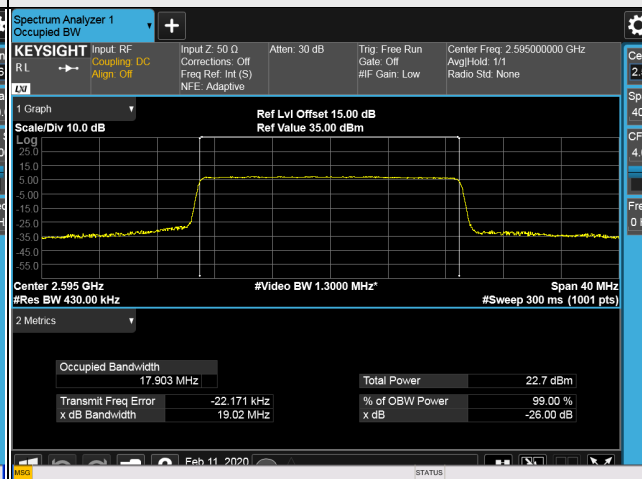 Spectrum Analyzer 1
Occupied BW
KEYSIGHT
R L
LXI
Input: RF
Coupling: DC
Align: Off
Input Z: 50 Ω
Corrections: Off
Freq Ref: Int (S)
NFE: Adaptive
Atten: 30 dB
Trig: Free Run
Gate: Off
#IF Gain: Low
Center Freq: 2.595000000 GHz
Avg|Hold: 1/1
Radio Std: None
1 Graph
Scale/Div 10.0 dB
Ref Lvl Offset 15.00 dB
Ref Value 35.00 dBm
Log
25.0
15.0
5.00
-5.00
-15.0
-25.0
-35.0
-45.0
-55.0
Center 2.595 GHz
#Res BW 430.00 kHz
#Video BW 1.3000 MHz*
Span 40 MHz
#Sweep 300 ms (1001 pts)
2 Metrics
Occupied Bandwidth
17.903 MHz
Transmit Freq Error -22.171 kHz
x dB Bandwidth 19.02 MHz
Total Power 22.7 dBm
% of OBW Power 99.00 %
x dB -26.00 dB
Feb 11, 2020
MSG
STATUS